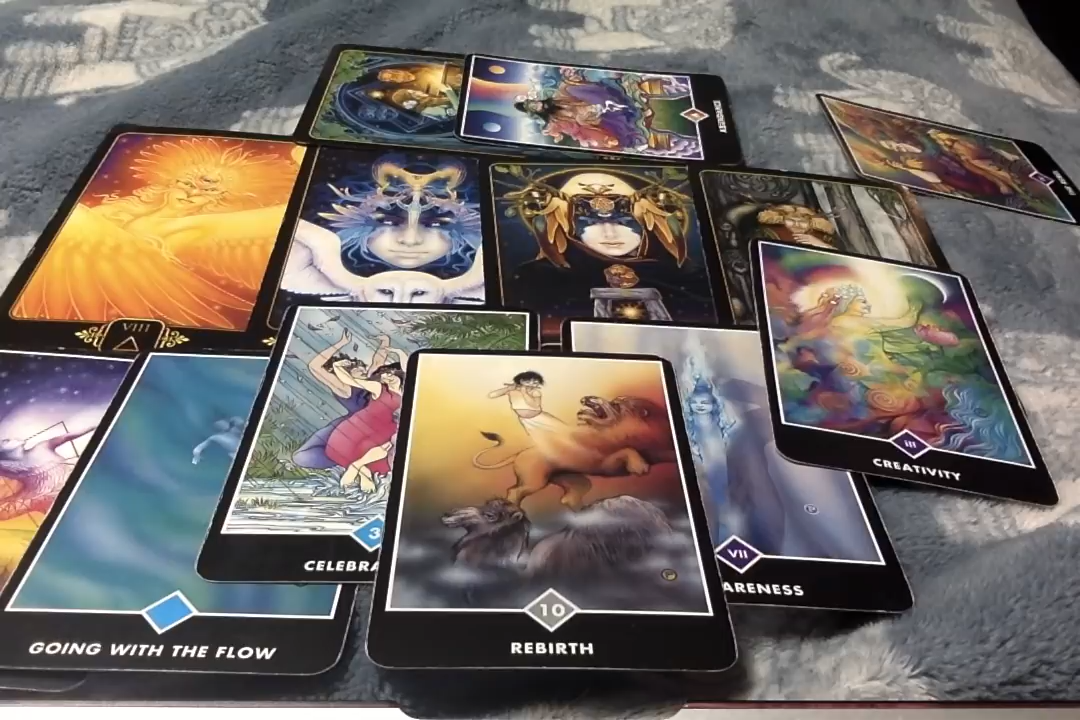 VIII
III
CREATIVITY
3
CELEBRA
VII
ARENESS
10
REBIRTH
GOING WITH THE FLOW